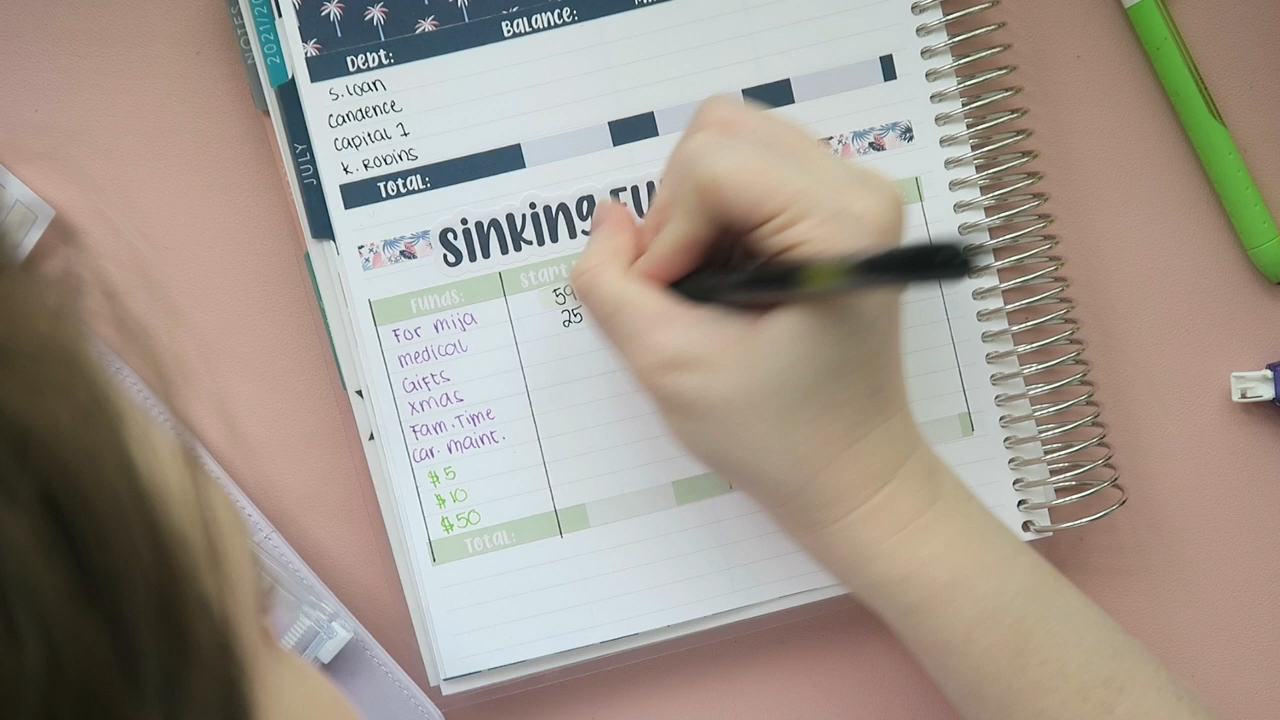 NOTES
2021/20
JULY
BALANCE:
DEBT:
S. Loan
Candence
Capital 1
K. Robins
TOTAL:
sinking FU
FUNDS:
START
For Mija
59
medical
25
Gifts
xmas
Fam. Time
Car. Maint.
$5
$10
$50
TOTAL: